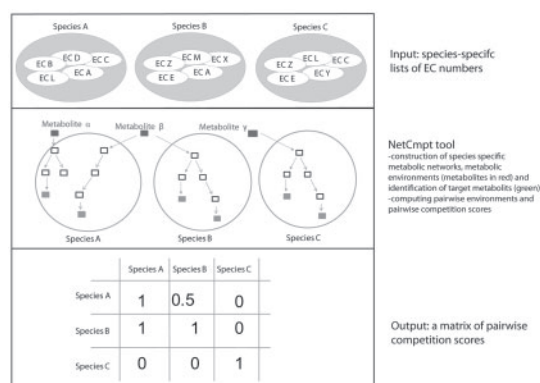 Species A
Species B
Species C
EC B
EC D
EC C
EC L
EC A
EC Z
EC M
EC X
EC E
EC A
EC Z
EC L
EC C
EC E
EC Y
Input: species-specifc
lists of EC numbers
Metabolite α
Metabolite β
Metabolite γ
Species A
Species B
Species C
NetCmpt tool
-construction of species specific
metabolic networks, metabolic
environments (metabolites in red) and
identification of target metabolits (green)
-computing pairwise environments and
pairwise competition scores
Species A Species B Species C
Species A 1 0.5 0
Species B 1 1 0
Species C 0 0 1
Output: a matrix of pairwise
competition scores